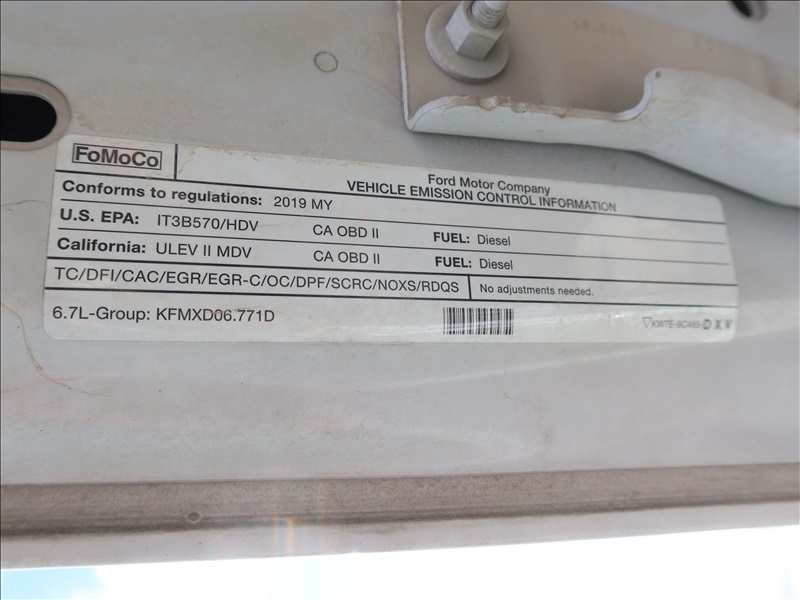 FoMoCo
Ford Motor Company
VEHICLE EMISSION CONTROL INFORMATION
Conforms to regulations: 2019 MY
U.S. EPA: IT3B570/HDV CA OBD II FUEL: Diesel
California: ULEV II MDV CA OBD II FUEL: Diesel
TC/DFI/CAC/EGR/EGR-C/OC/DPF/SCRC/NOXS/RDQS No adjustments needed.
6.7L-Group: KFMXD06.771D